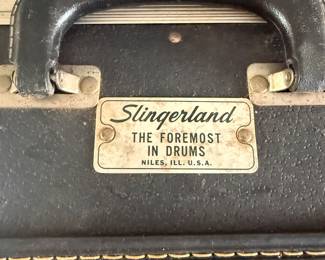 Slingerland
THE FOREMOST
IN DRUMS
NILES, ILL. U.S.A.